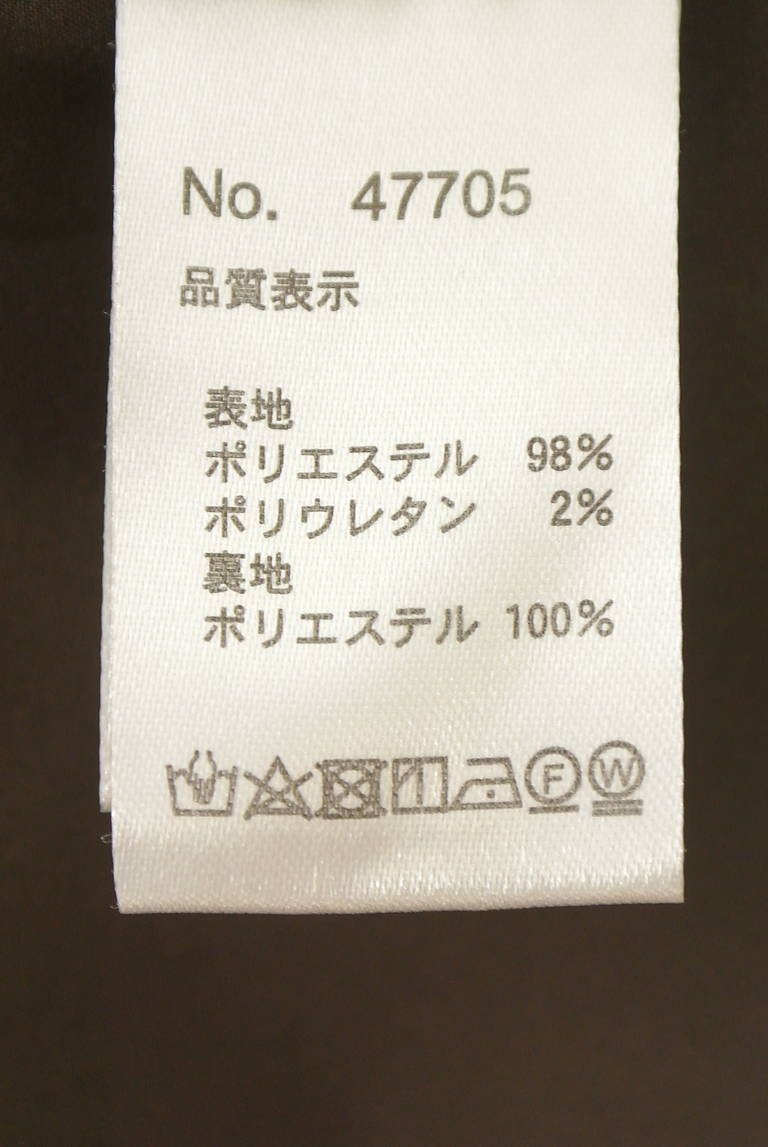 No. 47705
品質表示
表地
ポリエステル 98%
ポリウレタン 2%
裏地
ポリエステル 100%
F W